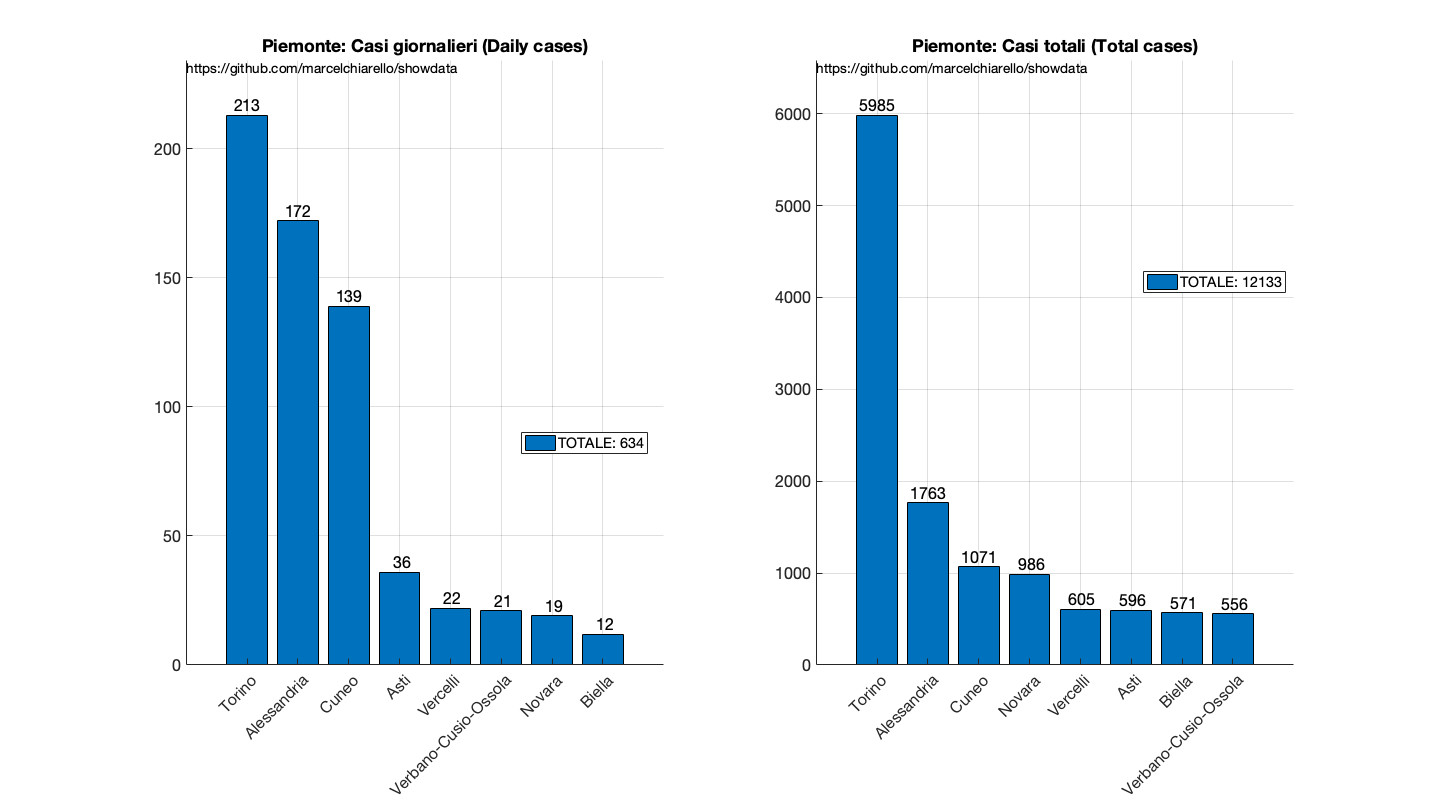 Piemonte: Casi giornalieri (Daily cases)
https://github.com/marcelchiarello/showdata
213
200
172
150
139
100
TOTALE: 634
50
36
22
21
19
12
0
Torino
Alessandria
Cuneo
Asti
Vercelli
Verbano-Cusio-Ossola
Novara
Biella
Piemonte: Casi totali (Total cases)
https://github.com/marcelchiarello/showdata
5985
6000
5000
TOTALE: 12133
4000
3000
2000
1763
1071
986
1000
605
596
571
556
0
Torino
Alessandria
Cuneo
Novara
Vercelli
Asti
Biella
Verbano-Cusio-Ossola